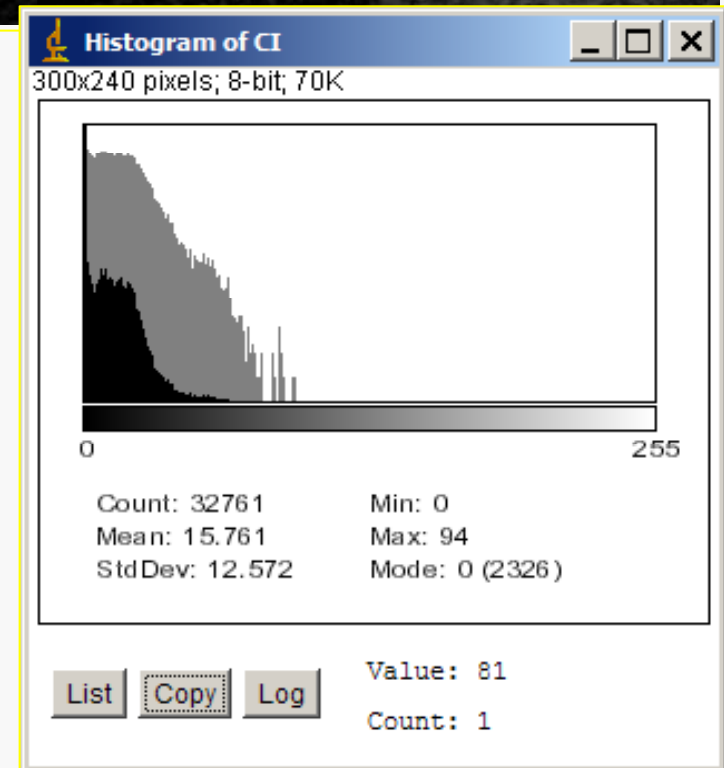 Histogram of CI
300x240 pixels; 8-bit; 70K
0 255
Count: 32761 Min: 0
Mean: 15.761 Max: 94
StdDev: 12.572 Mode: 0 (2326)
List Copy Log Value: 81
Count: 1